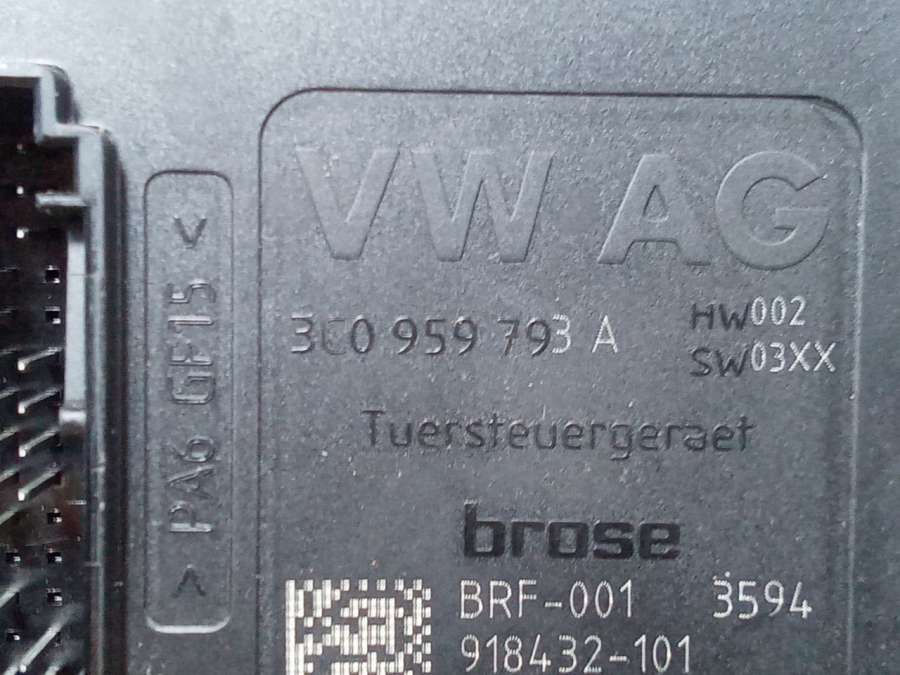 VW AG
3C0 959 793 A
HW002
SW03XX
Tuersteuergeraet
brose
BRF-001 3594
918432-101
>PA6 GF15<